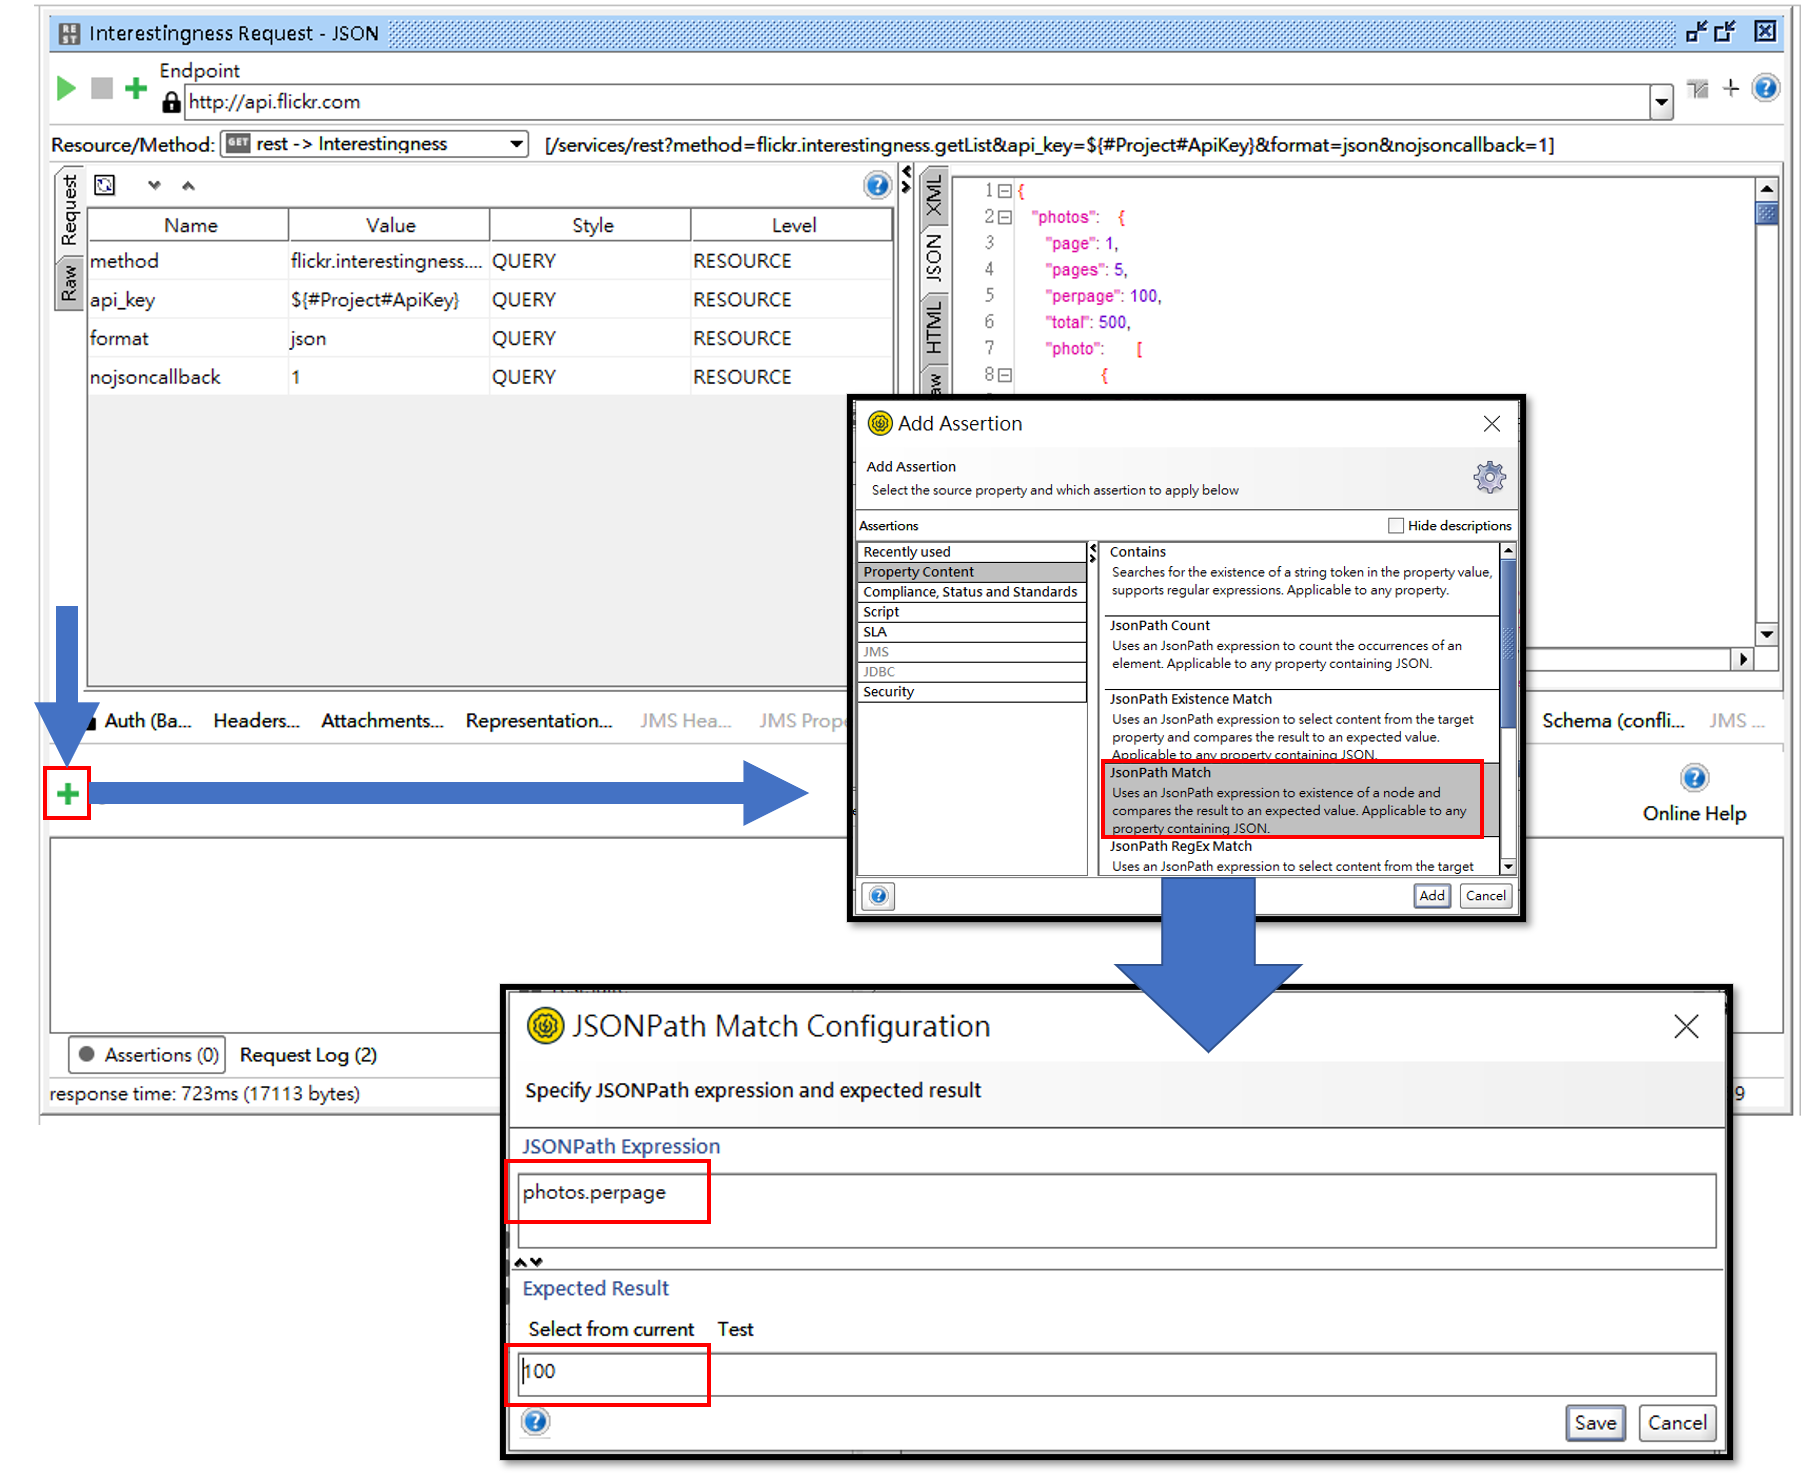 Interestingness Request - JSON
Endpoint
http://api.flickr.com
Resource/Method: GET rest -> Interestingness [/services/rest?method=flickr.interestingness.getList&api_key=${#Project#ApiKey}&format=json&nojsoncallback=1]
Request
Raw
Name Value Style Level
method flickr.interestingness.... QUERY RESOURCE
api_key ${#Project#ApiKey} QUERY RESOURCE
format json QUERY RESOURCE
nojsoncallback 1 QUERY RESOURCE
XML
JSON
HTML
1 {
2 "photos": {
3 "page": 1,
4 "pages": 5,
5 "perpage": 100,
6 "total": 500,
7 "photo": [
8 {
Add Assertion
Add Assertion
Select the source property and which assertion to apply below
Assertions
Hide descriptions
Recently used
Property Content
Compliance, Status and Standards
Script
SLA
JMS
JDBC
Security
Contains
Searches for the existence of a string token in the property value,
supports regular expressions. Applicable to any property.
JsonPath Count
Uses an JsonPath expression to count the occurrences of an
element. Applicable to any property containing JSON.
JsonPath Existence Match
Uses an JsonPath expression to select content from the target
property and compares the result to an expected value.
Applicable to any property containing JSON.
JsonPath Match
Uses an JsonPath expression to existence of a node and
compares the result to an expected value. Applicable to any
property containing JSON.
JsonPath RegEx Match
Uses an JsonPath expression to select content from the target
Add Cancel
Auth (Ba... Headers... Attachments... Representation... JMS Hea... JMS Prope Schema (confli... JMS ...
Online Help
Assertions (0) Request Log (2)
response time: 723ms (17113 bytes)
9
JSONPath Match Configuration
Specify JSONPath expression and expected result
JSONPath Expression
photos.perpage
Expected Result
Select from current Test
100
Save Cancel